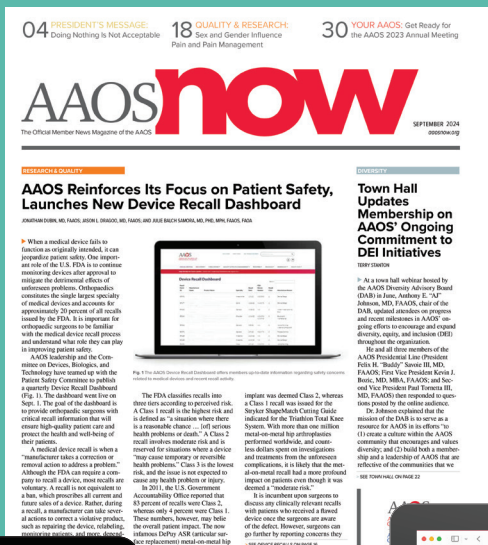 04 PRESIDENT'S MESSAGE:
Doing Nothing Is Not Acceptable
18 QUALITY & RESEARCH:
Sex and Gender Influence
Pain and Pain Management
30 YOUR AAOS: Get Ready for
the AAOS 2023 Annual Meeting
AAOS now
The Official Member News Magazine of the AAOS
SEPTEMBER 2024
aaosnow.org
RESEARCH & QUALITY
AAOS Reinforces Its Focus on Patient Safety,
Launches New Device Recall Dashboard
JONATHAN DUBIN, MD, FAAOS; JASON L. DRAGOO, MD, FAAOS; AND JULIE BALCH SAMORA, MD, PHD, MPH, FAAOS, FAOA
When a medical device fails to
function as originally intended, it can
jeopardize patient safety. One import-
ant role of the U.S. FDA is to continue
monitoring devices after approval to
mitigate the detrimental effects of
unforeseen problems. Orthopaedics
constitutes the single largest specialty
of medical devices and accounts for
approximately 20 percent of all recalls
issued by the FDA. It is important for
orthopaedic surgeons to be familiar
with the medical device recall process
and understand what role they can play
in improving patient safety.
AAOS leadership and the Com-
mittee on Devices, Biologics, and
Technology have teamed up with the
Patient Safety Committee to publish
a quarterly Device Recall Dashboard
(Fig. 1). The dashboard went live on
Sept. 1. The goal of the dashboard is
to provide orthopaedic surgeons with
critical recall information that will
ensure high-quality patient care and
protect the health and well-being of
their patients.
A medical device recall is when a
"manufacturer takes a correction or
removal action to address a problem."
Although the FDA can require a com-
pany to recall a device, most recalls are
voluntary. A recall is not equivalent to
a ban, which proscribes all current and
future sales of a device. Rather, during
a recall, a manufacturer can take sever-
al actions to correct a violative product,
such as repairing the device, relabeling,
monitoring patients, and more, depend-
AAOS
Device Recall Dashboard
Fig. 1 The AAOS Device Recall Dashboard offers members up-to-date information regarding safety concerns
related to medical devices and recent recall activity.
The FDA classifies recalls into
three tiers according to perceived risk.
A Class 1 recall is the highest risk and
is defined as "a situation where there
is a reasonable chance … [of] serious
health problems or death." A Class 2
recall involves moderate risk and is
reserved for situations where a device
"may cause temporary or reversible
health problems." Class 3 is the lowest
risk, and the issue is not expected to
cause any health problem or injury.
In 2011, the U.S. Government
Accountability Office reported that
83 percent of recalls were Class 2,
whereas only 4 percent were Class 1.
These numbers, however, may belie
the overall patient impact. The now
infamous DePuy ASR (articular sur-
face replacement) metal-on-metal hip
implant was deemed Class 2, whereas
a Class 1 recall was issued for the
Stryker ShapeMatch Cutting Guide
indicated for the Triathlon Total Knee
System. With more than one million
metal-on-metal hip arthroplasties
performed worldwide, and count-
less dollars spent on investigations
and treatments from the unforeseen
complications, it is likely that the met-
al-on-metal recall had a more profound
impact on patients even though it was
deemed a "moderate risk."
It is incumbent upon surgeons to
discuss any clinically relevant recalls
with patients who received a flawed
device once the surgeons are aware
of the defect. However, surgeons can
go further by reporting concerns they
DIVERSITY
Town Hall
Updates
Membership on
AAOS' Ongoing
Commitment to
DEI Initiatives
TERRY STANTON
At a town hall webinar hosted by
the AAOS Diversity Advisory Board
(DAB) in June, Anthony E. "AJ"
Johnson, MD, FAAOS, chair of the
DAB, updated attendees on progress
and recent milestones in AAOS' on-
going efforts to encourage and expand
diversity, equity, and inclusion (DEI)
throughout the organization.
He and all three members of the
AAOS Presidential Line (President
Felix H. "Buddy" Savoie III, MD,
FAAOS; First Vice President Kevin J.
Bozic, MD, MBA, FAAOS; and Sec-
ond Vice President Paul Tornetta III,
MD, FAAOS) then responded to ques-
tions posted by the online audience.
Dr. Johnson explained that the
mission of the DAB is to serve as a
resource for AAOS in its efforts "to
(1) create a culture within the AAOS
community that encourages and values
diversity; and (2) build both a member-
ship and a leadership of AAOS that are
reflective of the communities that we
SEE TOWN HALL ON PAGE 22